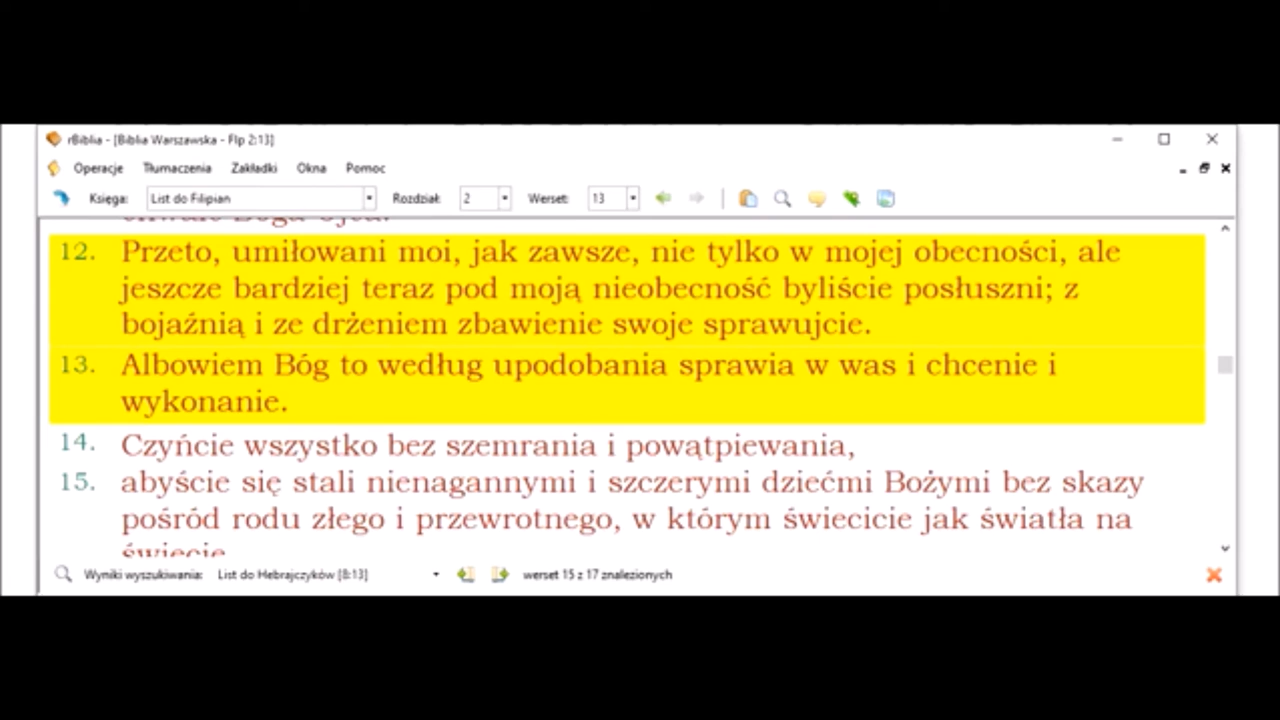 rBiblia - [Biblia Warszawska - Flp 2:13]
Operacje Tłumaczenia Zakładki Okna Pomoc
Księga: List do Filipian Rozdział: 2 Werset: 13
chwale Boga Ojca.
12. Przeto, umiłowani moi, jak zawsze, nie tylko w mojej obecności, ale
jeszcze bardziej teraz pod moją nieobecność byliście posłuszni; z
bojaźnią i ze drżeniem zbawienie swoje sprawujcie.
13. Albowiem Bóg to według upodobania sprawia w was i chcenie i
wykonanie.
14. Czyńcie wszystko bez szemrania i powątpiewania,
15. abyście się stali nienagannymi i szczerymi dziećmi Bożymi bez skazy
pośród rodu złego i przewrotnego, w którym świecicie jak światła na
świecie
Wyniki wyszukiwania: List do Hebrajczyków [8:13] werset 15 z 17 znalezionych